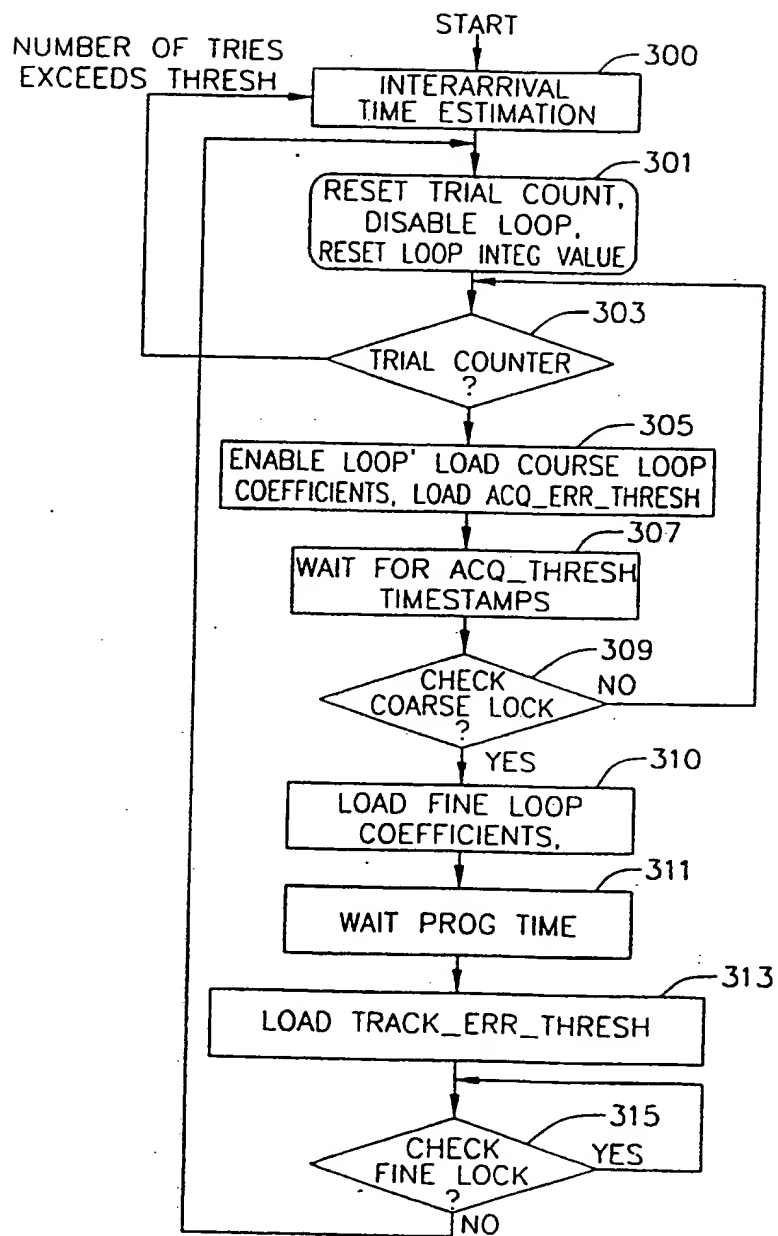 START
NUMBER OF TRIES
EXCEEDS THRESH
300
INTERARRIVAL
TIME ESTIMATION
301
RESET TRIAL COUNT,
DISABLE LOOP,
RESET LOOP INTEG VALUE
303
TRIAL COUNTER
?
305
ENABLE LOOP' LOAD COURSE LOOP
COEFFICIENTS, LOAD ACQ_ERR_THRESH
307
WAIT FOR ACQ_THRESH
TIMESTAMPS
309
CHECK
COARSE LOCK
?
NO
YES
310
LOAD FINE LOOP
COEFFICIENTS,
311
WAIT PROG TIME
313
LOAD TRACK_ERR_THRESH
315
CHECK
FINE LOCK
?
YES
NO